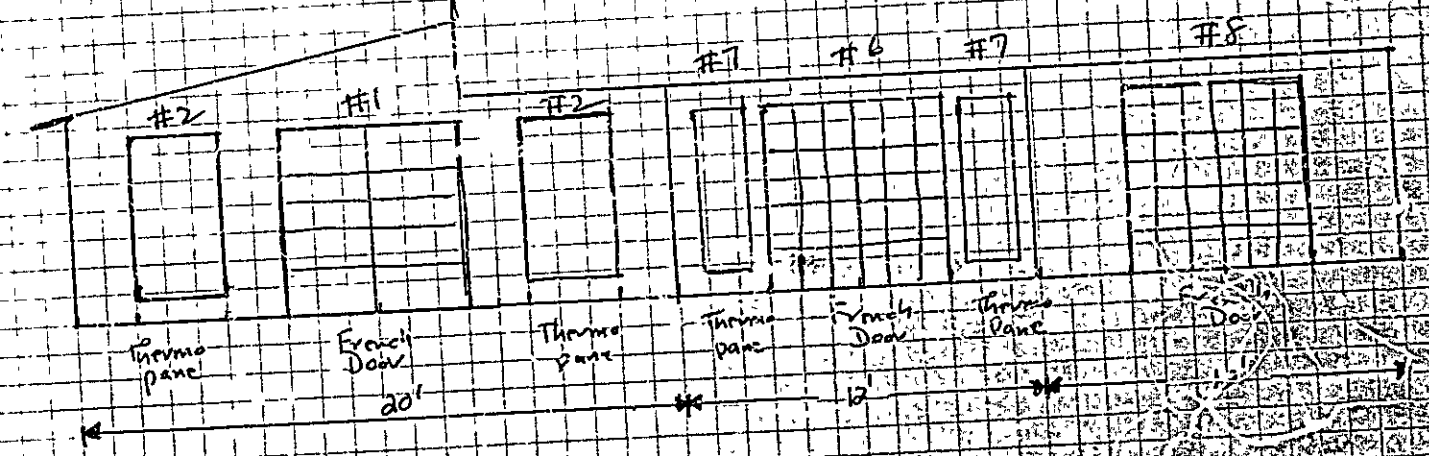 #2
#1
#2
#7
#6
#7
#8
Thermo
pane
French
Door
Thermo
pane
Thermo
pane
French
Door
Thermo
Pane
Door
20'
12'